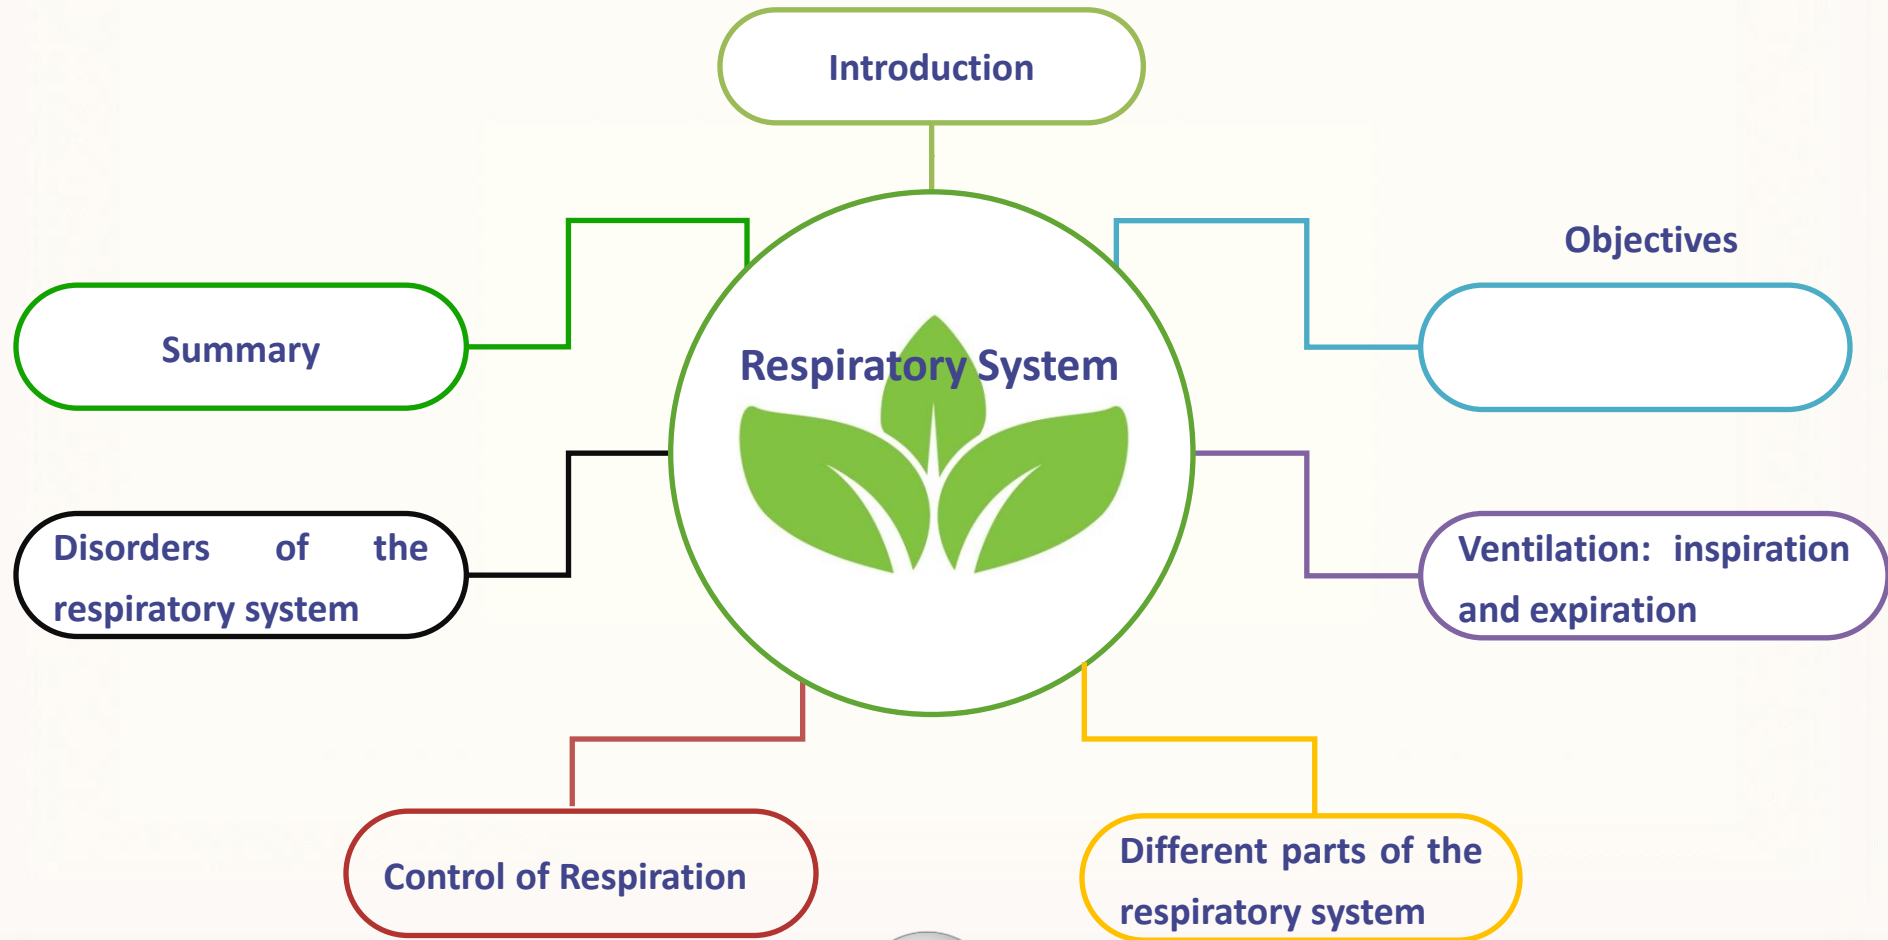 Introduction
Objectives
Respiratory System
Summary
Ventilation: inspiration
and expiration
Disorders of the
respiratory system
Different parts of the
respiratory system
Control of Respiration